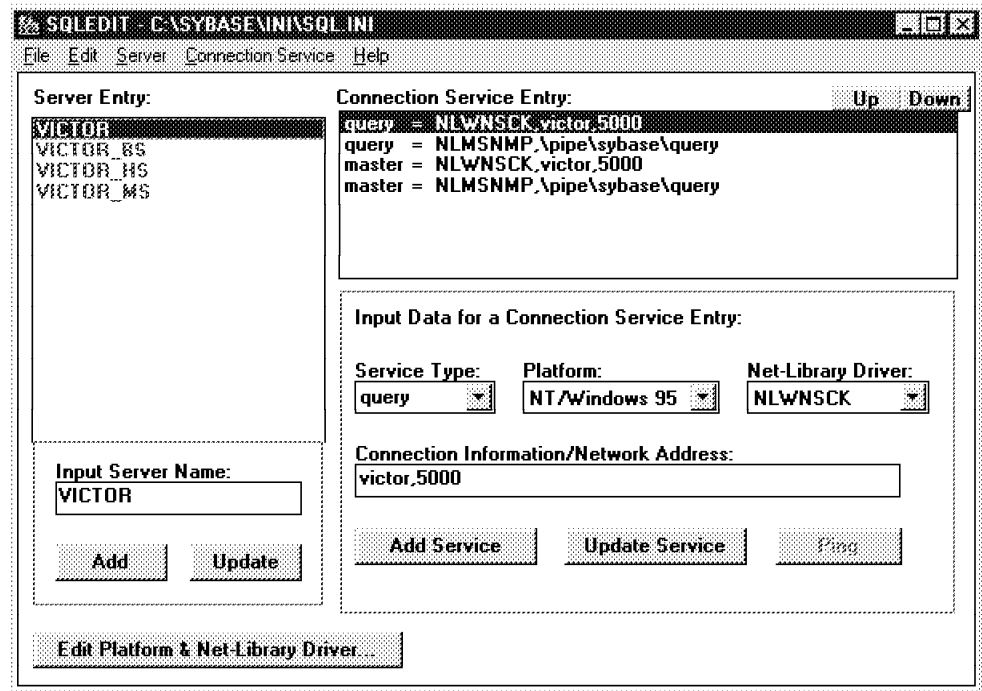 SQLEDIT - C:\SYBASE\INI\SQL.INI
File Edit Server Connection Service Help
Server Entry:
VICTOR
VICTOR_BS
VICTOR_HS
VICTOR_MS
Connection Service Entry:
Up Down
query = NLWNSCK,victor,5000
query = NLMSNMP,\pipe\sybase\query
master = NLWNSCK,victor,5000
master = NLMSNMP,\pipe\sybase\query
Input Data for a Connection Service Entry:
Service Type: Platform: Net-Library Driver:
query NT/Windows 95 NLWNSCK
Connection Information/Network Address:
victor,5000
Add Service Update Service Ping
Input Server Name:
VICTOR
Add Update
Edit Platform & Net-Library Driver...